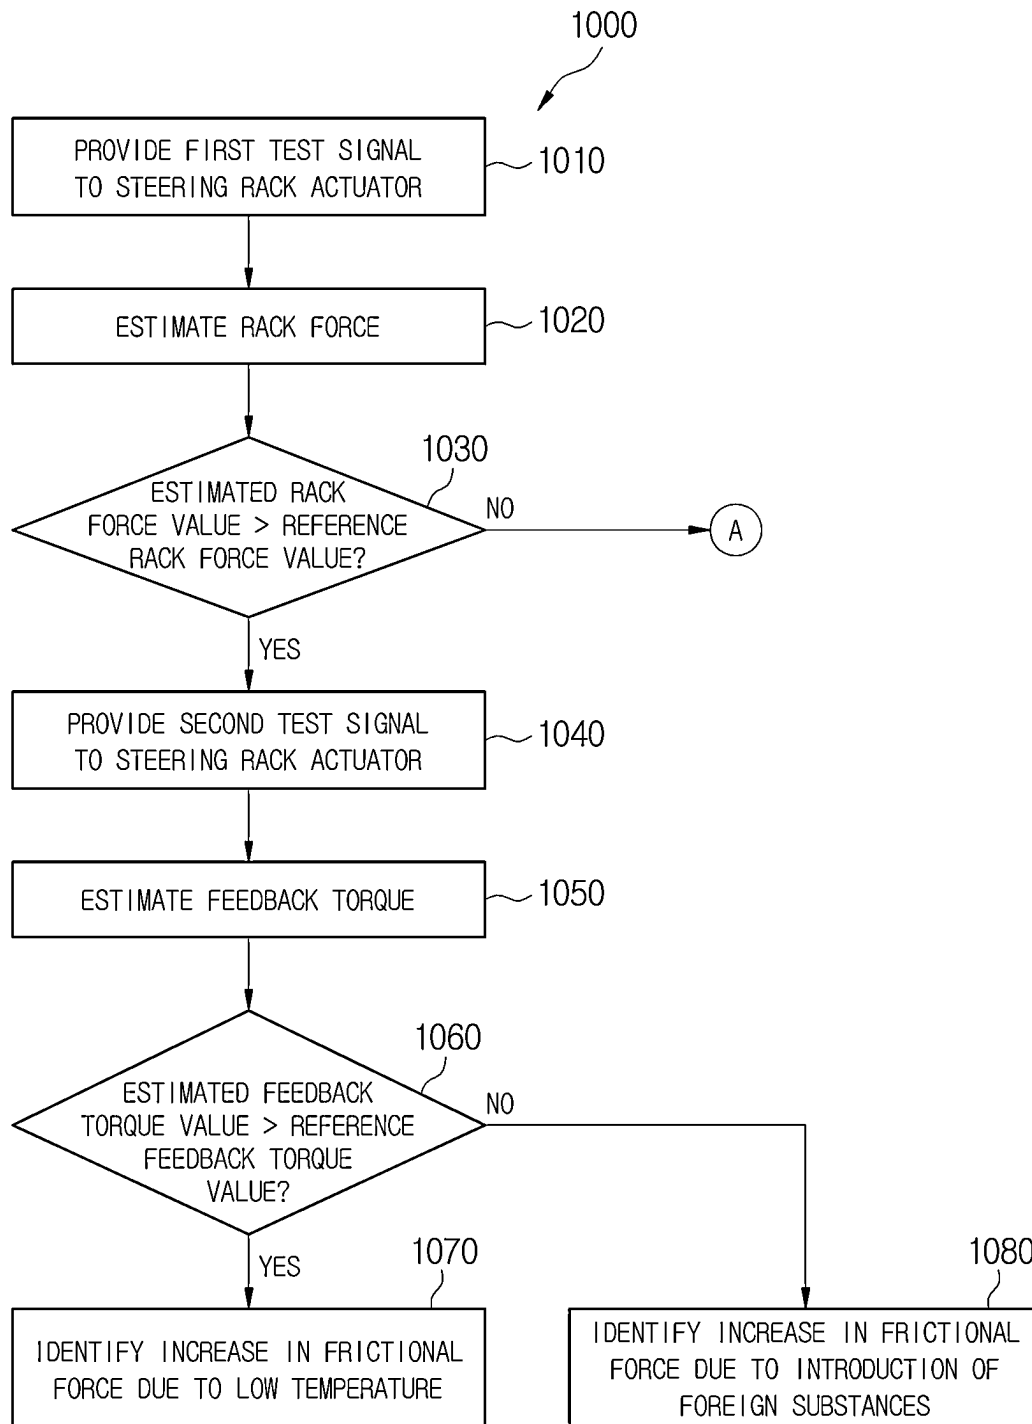 1000
PROVIDE FIRST TEST SIGNAL
TO STEERING RACK ACTUATOR
1010
ESTIMATE RACK FORCE
1020
1030
ESTIMATED RACK
FORCE VALUE > REFERENCE
RACK FORCE VALUE?
NO
A
YES
PROVIDE SECOND TEST SIGNAL
TO STEERING RACK ACTUATOR
1040
ESTIMATE FEEDBACK TORQUE
1050
1060
ESTIMATED FEEDBACK
TORQUE VALUE > REFERENCE
FEEDBACK TORQUE
VALUE?
NO
YES
1070
IDENTIFY INCREASE IN FRICTIONAL
FORCE DUE TO LOW TEMPERATURE
1080
IDENTIFY INCREASE IN FRICTIONAL
FORCE DUE TO INTRODUCTION OF
FOREIGN SUBSTANCES